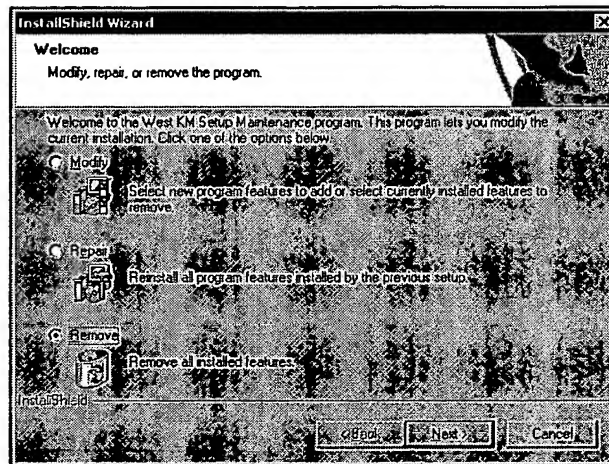 InstallShield Wizard
Welcome
Modify, repair, or remove the program.
Welcome to the West KM Setup Maintenance program. This program lets you modify the
current installation. Click one of the options below.
Modify
Select new program features to add or select currently installed features to
remove.
Repair
Reinstall all program features installed by the previous setup.
Remove
Remove all installed features.
InstallShield
< Back Next > Cancel